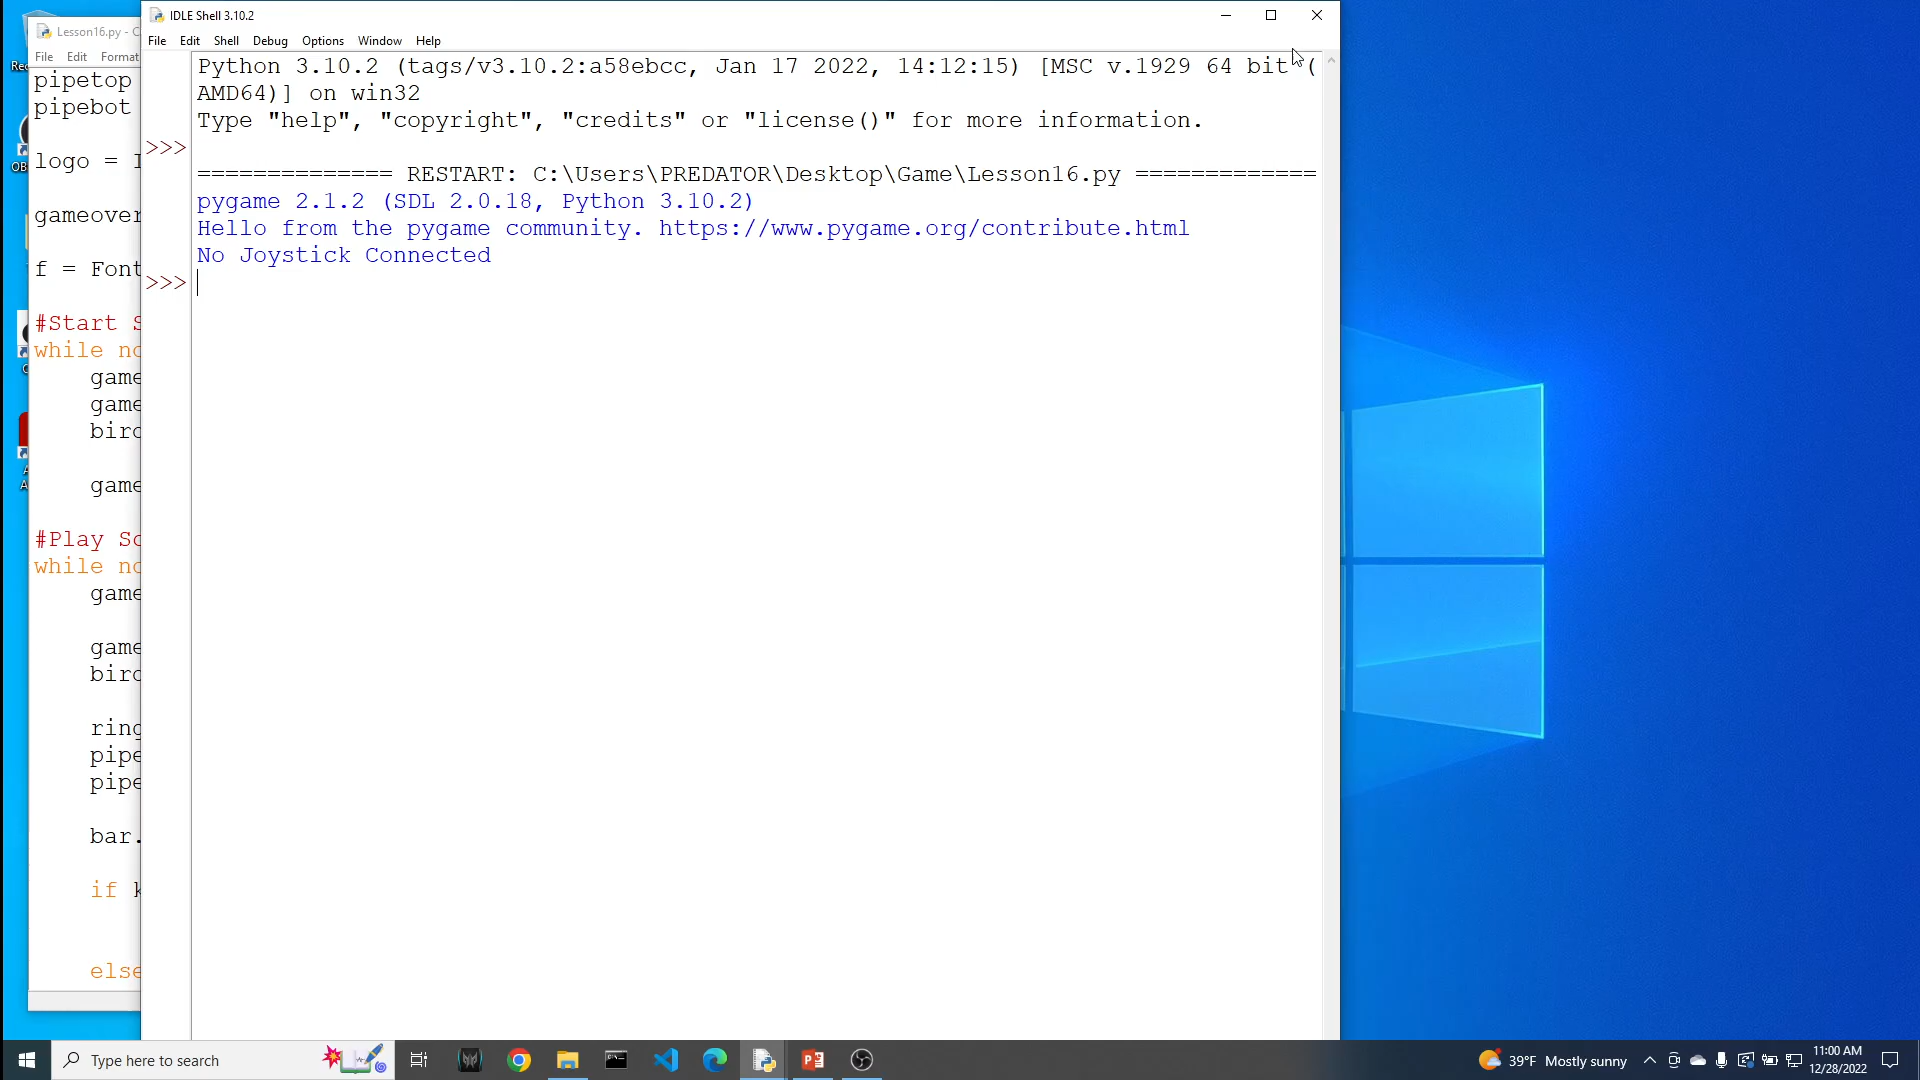 Lesson16.py - C
File Edit Format
pipetop
pipebot
logo =
gameover
f = Font
#Start S
while no
game
game
bird
game
#Play Sc
while no
game
game
bird
ring
pipe
pipe
bar.
if k
else
IDLE Shell 3.10.2
File Edit Shell Debug Options Window Help
Python 3.10.2 (tags/v3.10.2:a58ebcc, Jan 17 2022, 14:12:15) [MSC v.1929 64 bit (
AMD64)] on win32
Type "help", "copyright", "credits" or "license()" for more information.
>>>
============== RESTART: C:\Users\PREDATOR\Desktop\Game\Lesson16.py =============
pygame 2.1.2 (SDL 2.0.18, Python 3.10.2)
Hello from the pygame community. https://www.pygame.org/contribute.html
No Joystick Connected
>>>
Type here to search
39°F Mostly sunny
11:00 AM
12/28/2022